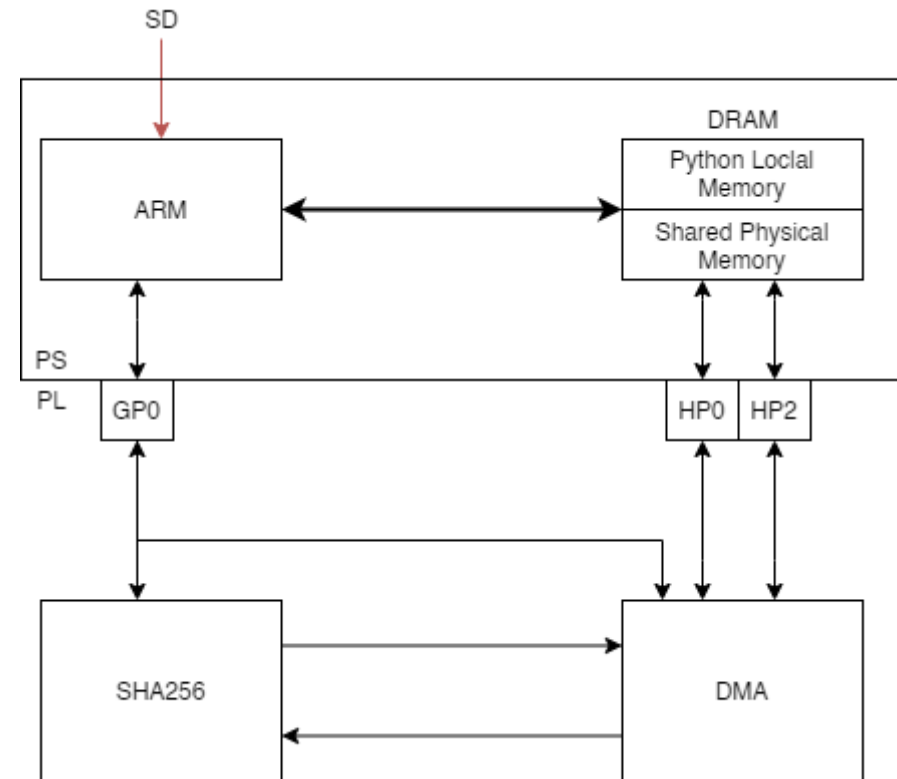 SD
DRAM
ARM
Python Loclal
Memory
Shared Physical
Memory
PS
PL
GP0
HP0
HP2
SHA256
DMA